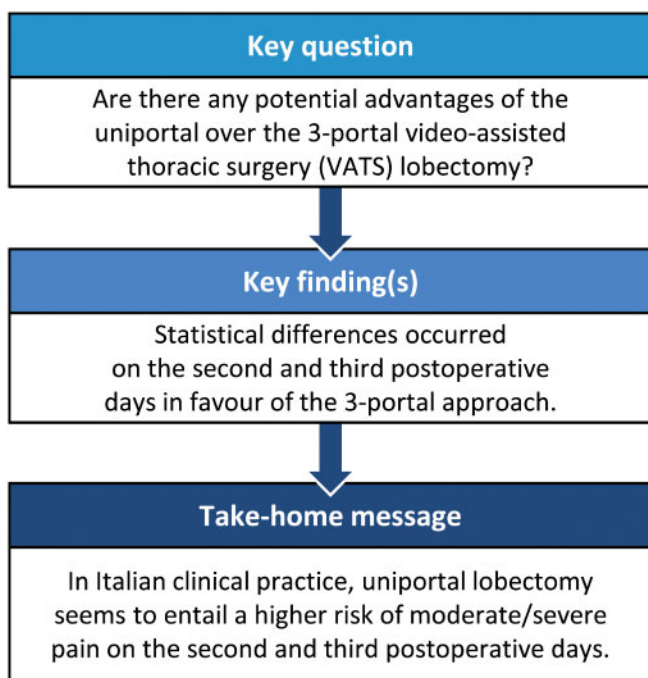 Key question
Are there any potential advantages of the
uniportal over the 3-portal video-assisted
thoracic surgery (VATS) lobectomy?
Key finding(s)
Statistical differences occurred
on the second and third postoperative
days in favour of the 3-portal approach.
Take-home message
In Italian clinical practice, uniportal lobectomy
seems to entail a higher risk of moderate/severe
pain on the second and third postoperative days.